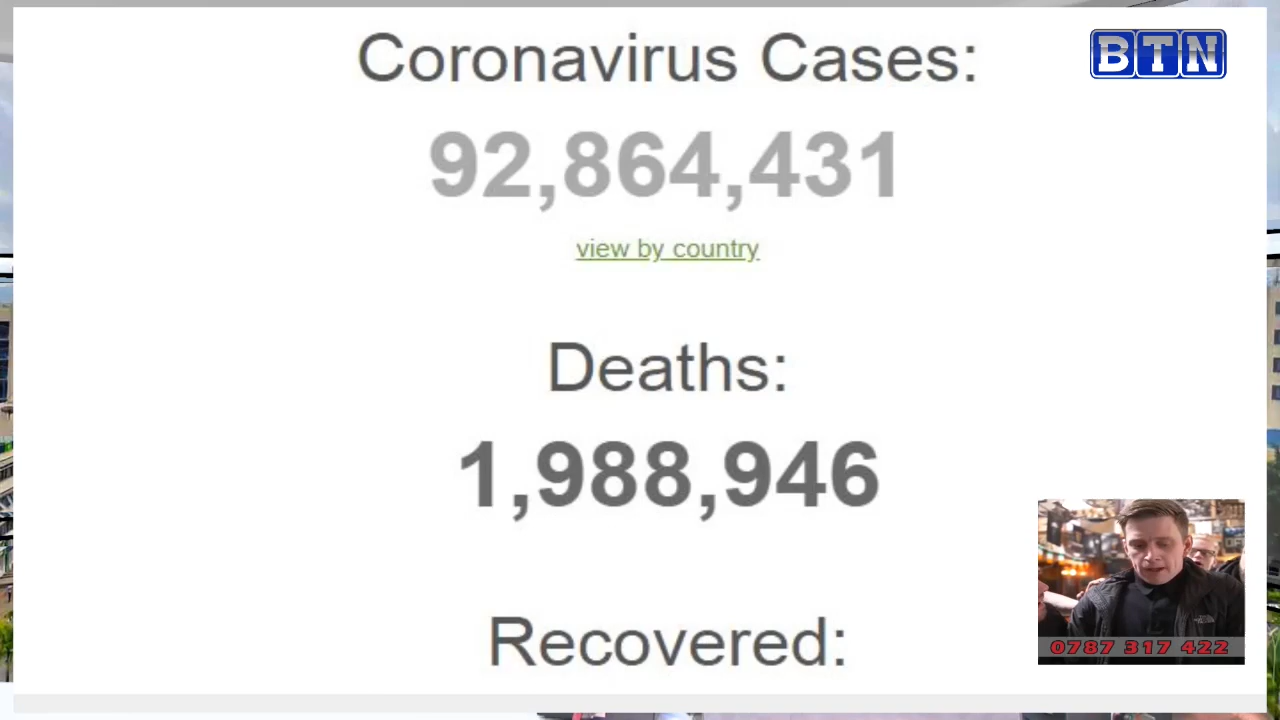 Coronavirus Cases:
BTN
92,864,431
view by country
Deaths:
1,988,946
Recovered:
0787 317 422